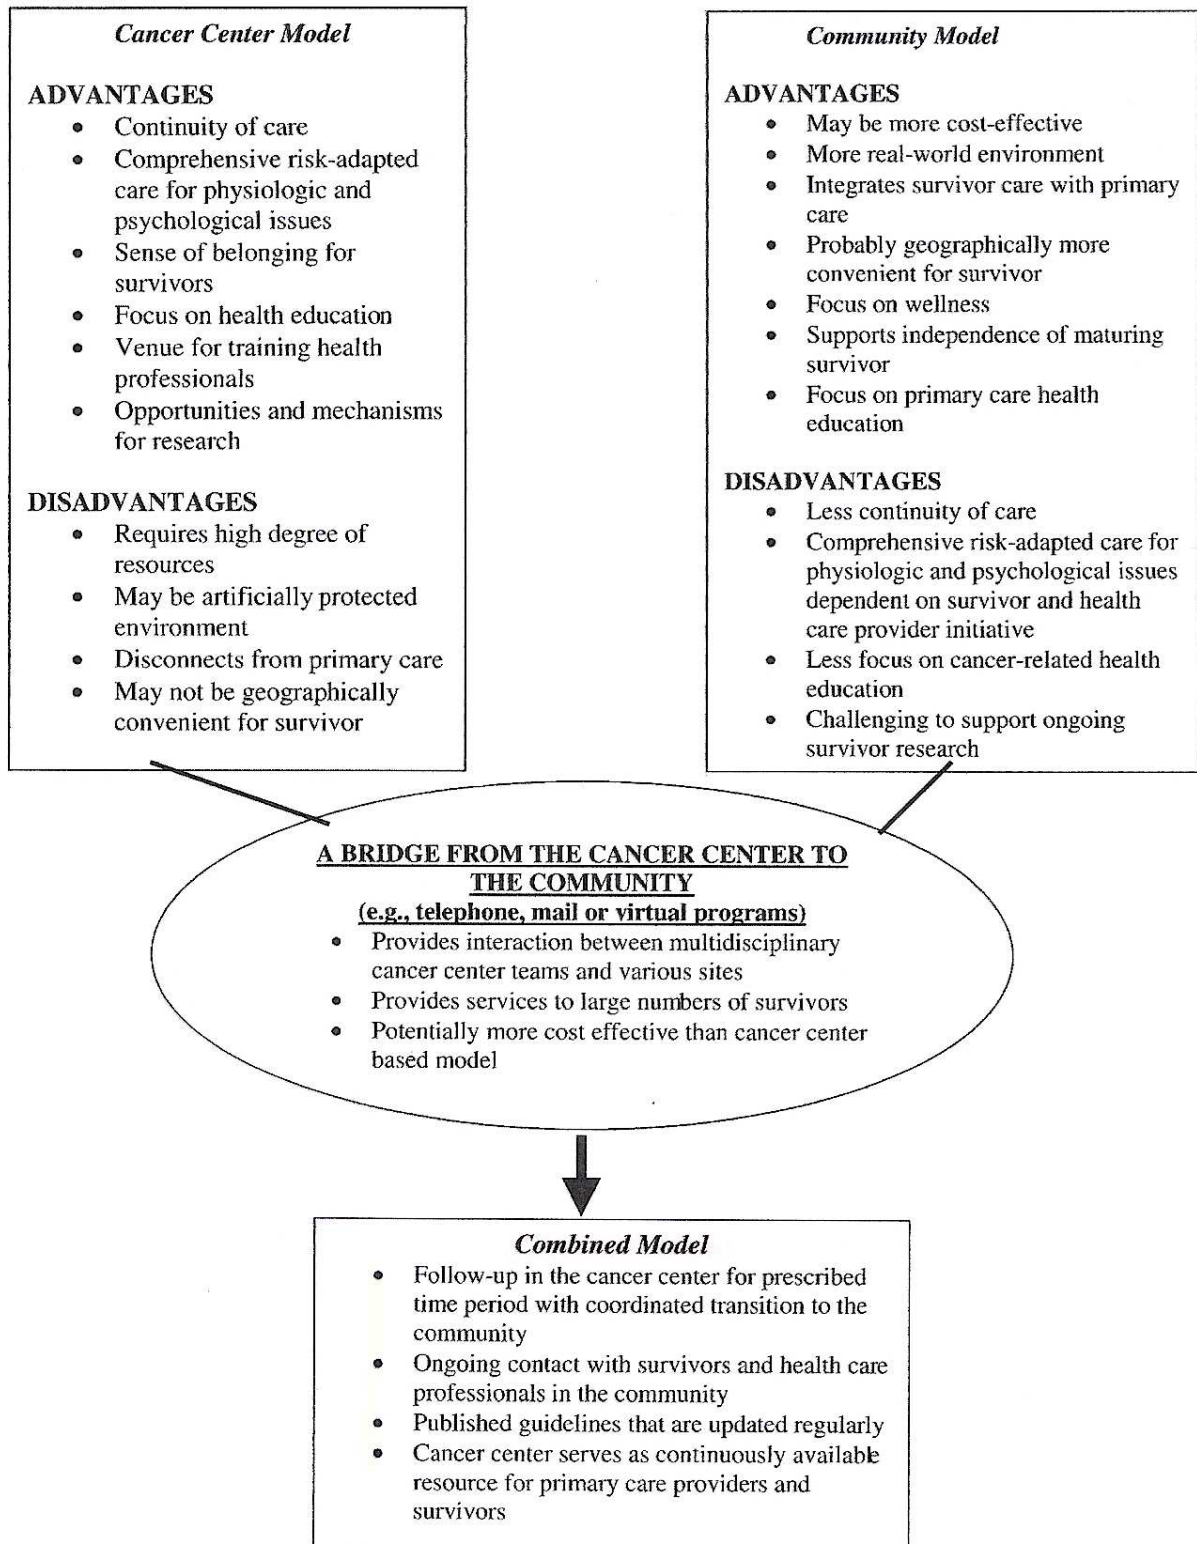 Cancer Center Model
ADVANTAGES
• Continuity of care
• Comprehensive risk-adapted
care for physiologic and
psychological issues
• Sense of belonging for
survivors
• Focus on health education
• Venue for training health
professionals
• Opportunities and mechanisms
for research
DISADVANTAGES
• Requires high degree of
resources
• May be artificially protected
environment
• Disconnects from primary care
• May not be geographically
convenient for survivor
Community Model
ADVANTAGES
• May be more cost-effective
• More real-world environment
• Integrates survivor care with primary
care
• Probably geographically more
convenient for survivor
• Focus on wellness
• Supports independence of maturing
survivor
• Focus on primary care health
education
DISADVANTAGES
• Less continuity of care
• Comprehensive risk-adapted care for
physiologic and psychological issues
dependent on survivor and health
care provider initiative
• Less focus on cancer-related health
education
• Challenging to support ongoing
survivor research
A BRIDGE FROM THE CANCER CENTER TO
THE COMMUNITY
(e.g., telephone, mail or virtual programs)
• Provides interaction between multidisciplinary
cancer center teams and various sites
• Provides services to large numbers of survivors
• Potentially more cost effective than cancer center
based model
Combined Model
• Follow-up in the cancer center for prescribed
time period with coordinated transition to the
community
• Ongoing contact with survivors and health care
professionals in the community
• Published guidelines that are updated regularly
• Cancer center serves as continuously available
resource for primary care providers and
survivors